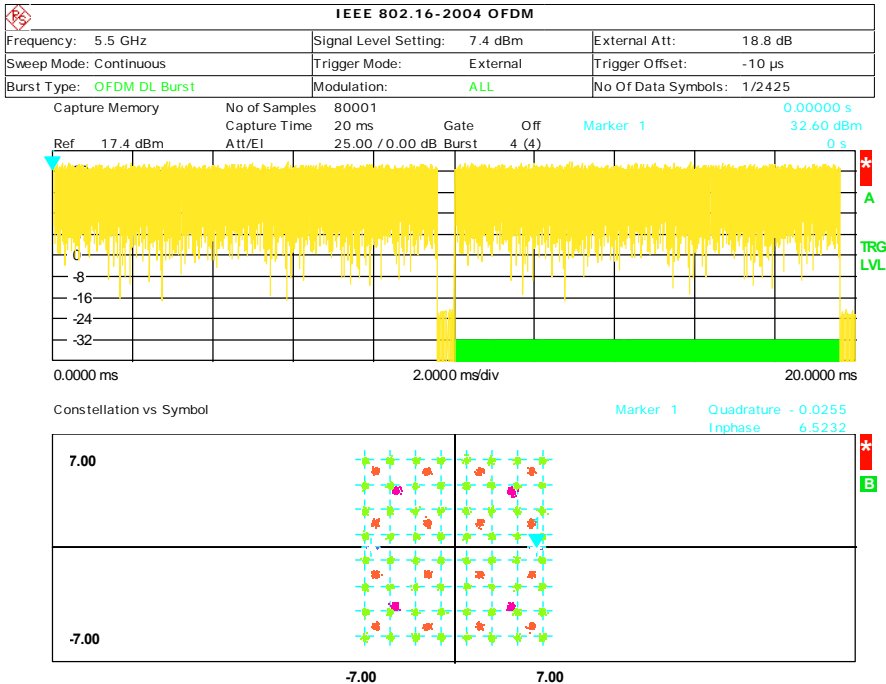 R&S
IEEE 802.16-2004 OFDM
Frequency: 5.5 GHz Signal Level Setting: 7.4 dBm External Att: 18.8 dB
Sweep Mode: Continuous Trigger Mode: External Trigger Offset: -10 µs
Burst Type: OFDM DL Burst Modulation: ALL No Of Data Symbols: 1/2425
Capture Memory No of Samples 80001 0.00000 s
Capture Time 20 ms Gate Off Marker 1 32.60 dBm
Ref 17.4 dBm Att/El 25.00 / 0.00 dB Burst 4 (4) 0 s
*
A
0
TRG
LVL
-8
-16
-24
-32
0.0000 ms 2.0000 ms/div 20.0000 ms
Constellation vs Symbol Marker 1 Quadrature - 0.0255
Inphase 6.5232
*
7.00
B
-7.00
-7.00 7.00